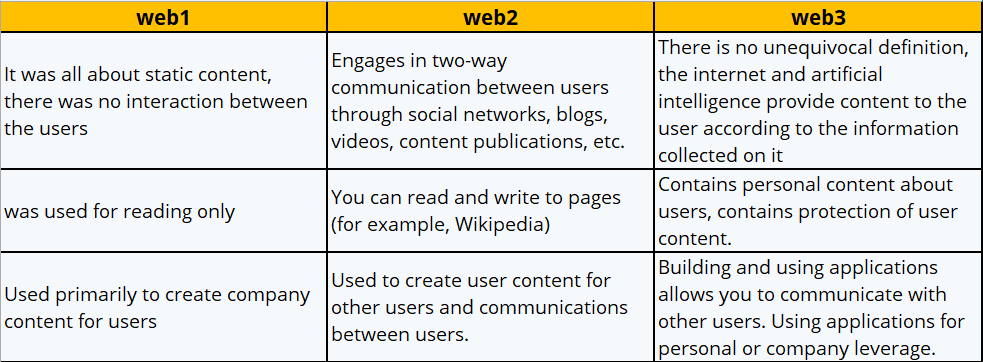 web1
web2
web3
It was all about static content,
there was no interaction between
the users
Engages in two-way
communication between users
through social networks, blogs,
videos, content publications, etc.
There is no unequivocal definition,
the internet and artificial
intelligence provide content to the
user according to the information
collected on it
was used for reading only
You can read and write to pages
(for example, Wikipedia)
Contains personal content about
users, contains protection of user
content.
Used primarily to create company
content for users
Used to create user content for
other users and communications
between users.
Building and using applications
allows you to communicate with
other users. Using applications for
personal or company leverage.